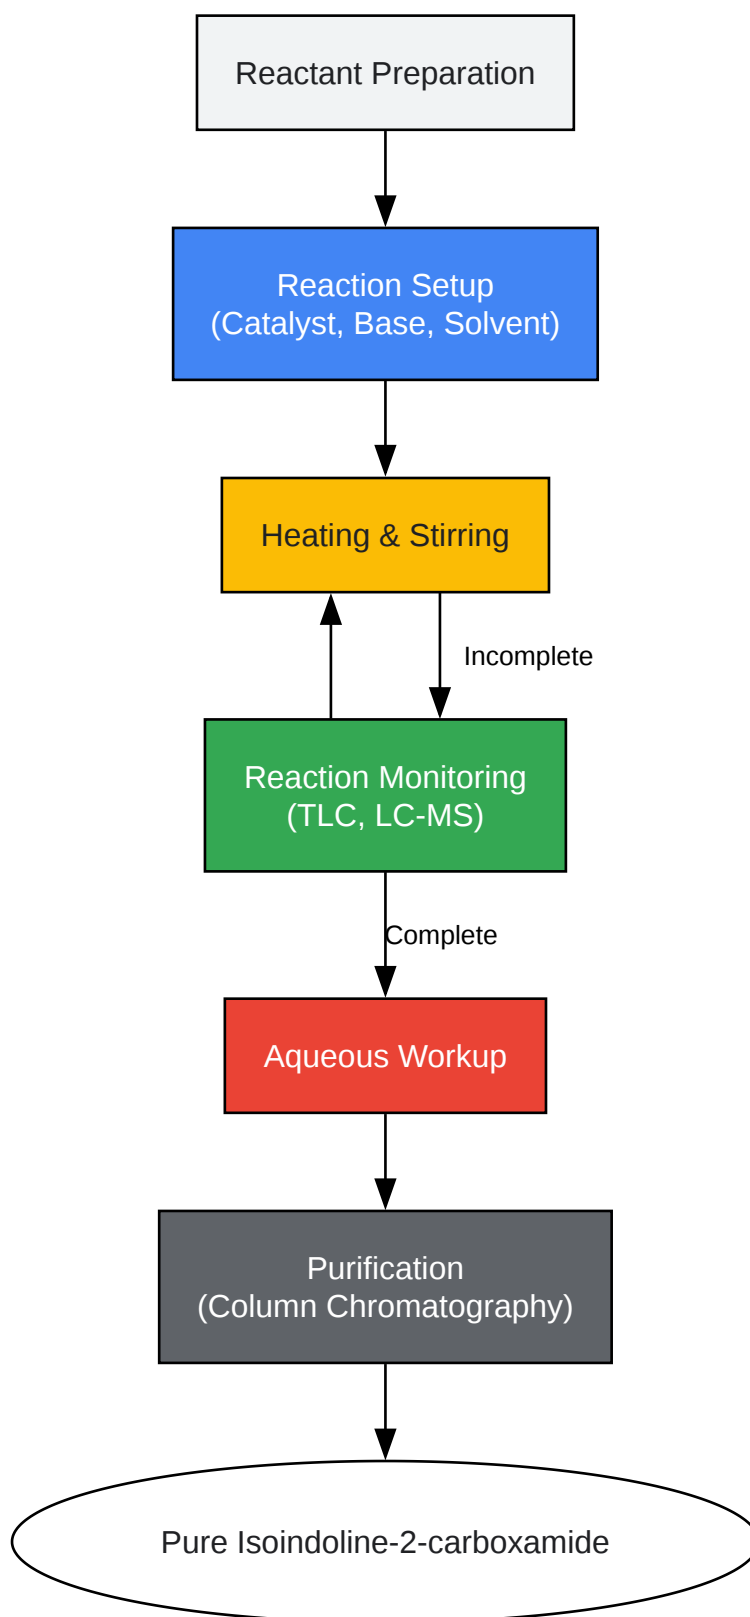 Reactant Preparation
Reaction Setup
(Catalyst, Base, Solvent)
Heating & Stirring
Incomplete
Reaction Monitoring
(TLC, LC-MS)
Complete
Aqueous Workup
Purification
(Column Chromatography)
Pure Isoindoline-2-carboxamide